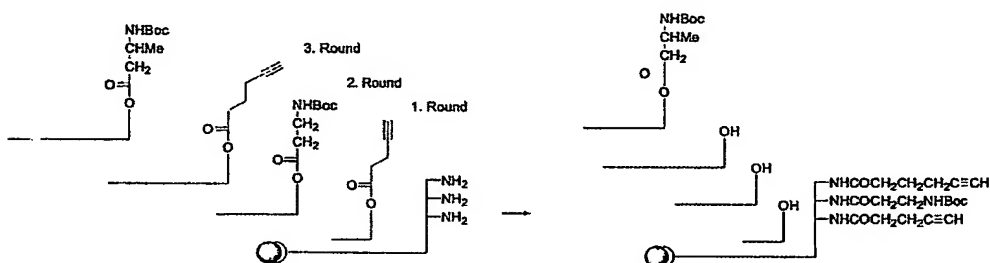 NHBoc
CHMe
CH2
O
O
3. Round
O
O
2. Round
NHBoc
CH2
CH2
O
O
1. Round
O
O
NH2
NH2
NH2
NHBoc
CHMe
CH2
O
O
O
OH
OH
OH
NHCOCH2CH2CH2C≡CH
NHCOCH2CH2NHBoc
NHCOCH2CH2C≡CH